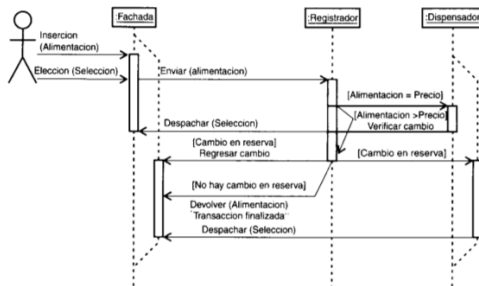 :Fachada
:Registrador
:Dispensador
Insercion
(Alimentacion)
Eleccion (Seleccion)
Enviar (alimentacion)
[Alimentacion = Precio]
[Alimentacion >Precio]
Verificar cambio
Despachar (Seleccion)
[Cambio en reserva]
Regresar cambio
[Cambio en reserva]
[No hay cambio en reserva]
Devolver (Alimentacion)
"Transaccion finalizada"
Despachar (Seleccion)